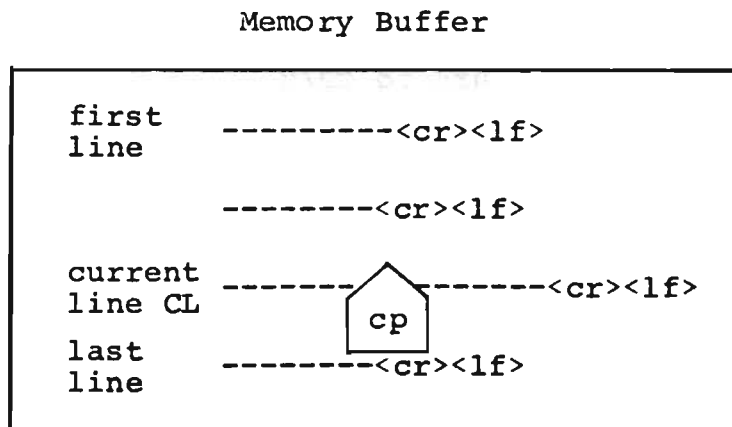 Memory Buffer
first
line ---------<cr><lf>
--------<cr><lf>
current
line CL -------cp-------<cr><lf>
last
line --------<cr><lf>